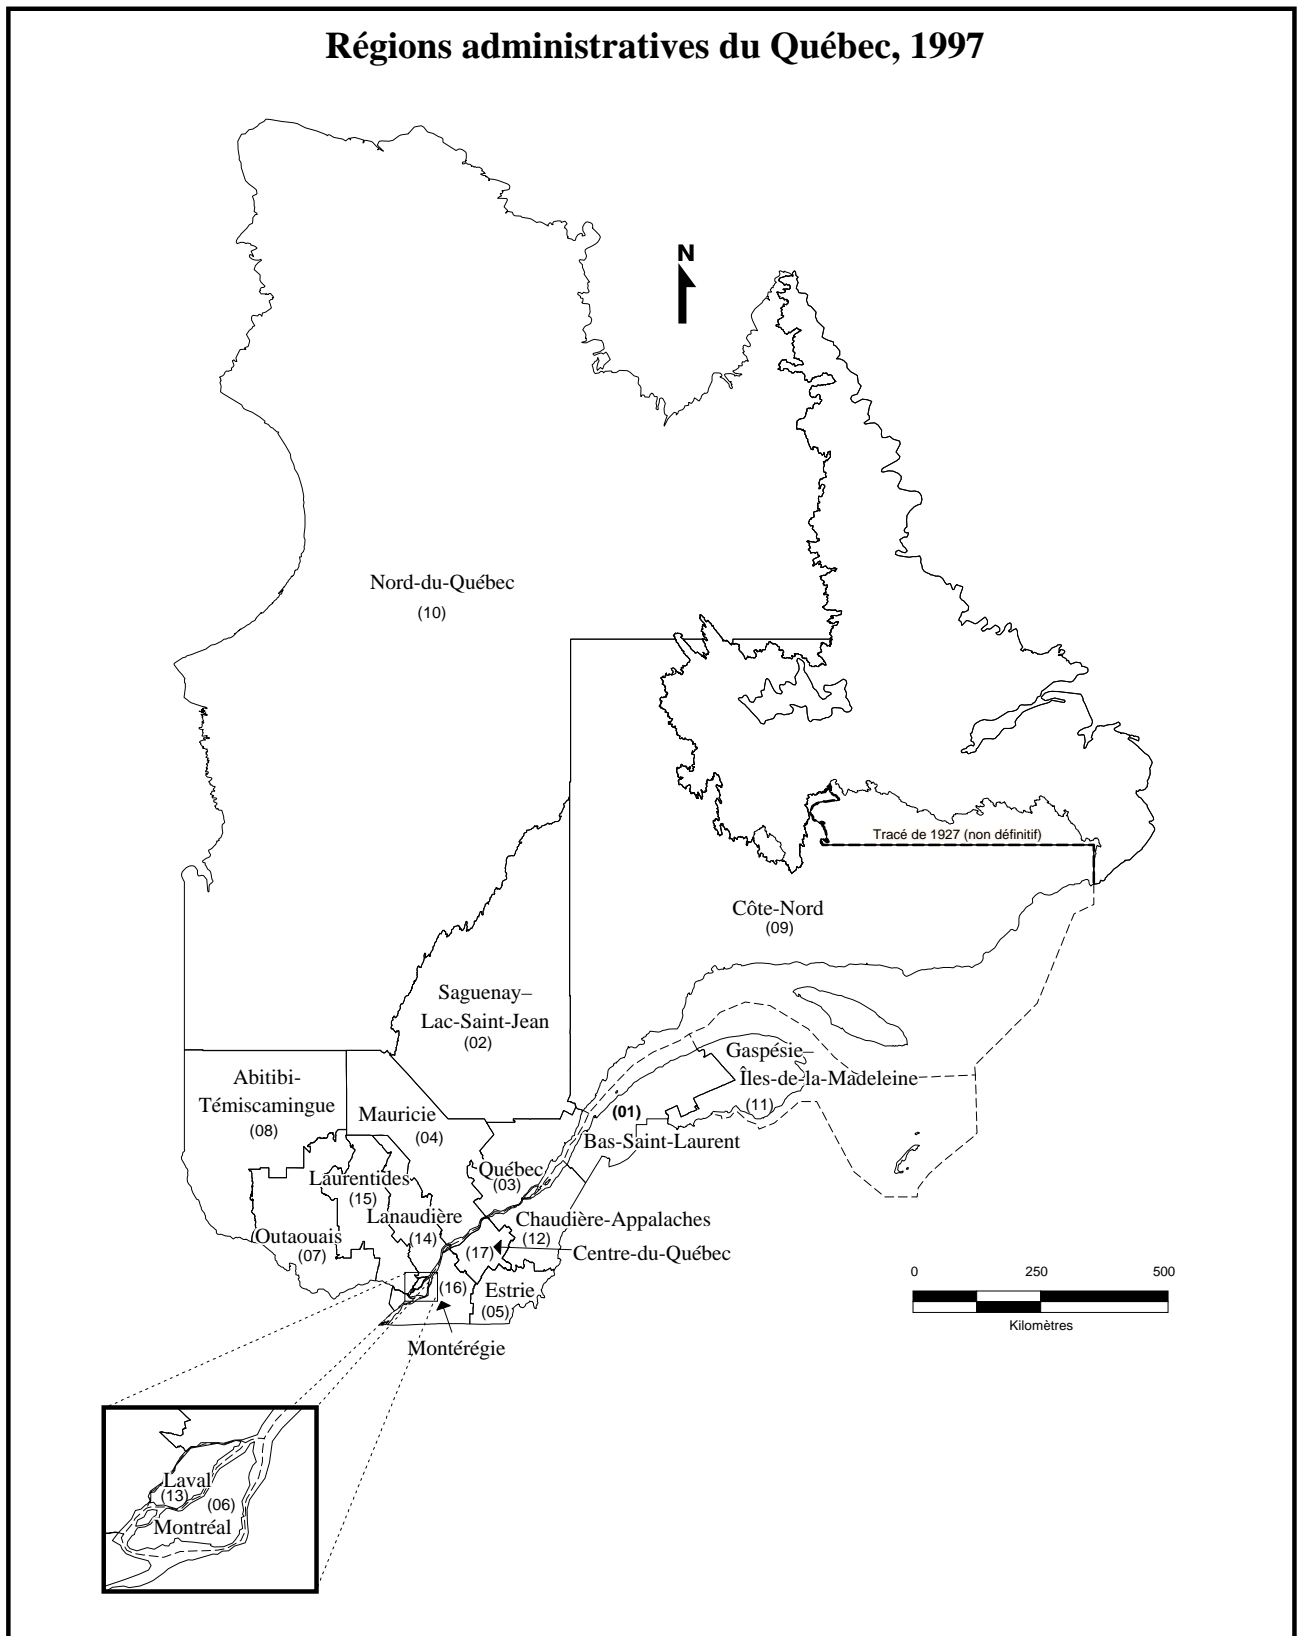 Régions administratives du Québec, 1997
N
Nord-du-Québec
(10)
Tracé de 1927 (non définitif)
Côte-Nord
(09)
Saguenay–
Lac-Saint-Jean
(02)
Gaspésie–
Îles-de-la-Madeleine
(11)
Abitibi-
Témiscamingue
(08)
Mauricie
(04)
(01)
Bas-Saint-Laurent
Québec
(03)
Laurentides
(15)
Lanaudière
(14)
Chaudière-Appalaches
(12)
Outaouais
(07)
(17)
Centre-du-Québec
(16)
Estrie
(05)
Montérégie
0 250 500
Kilomètres
Laval
(13)
(06)
Montréal